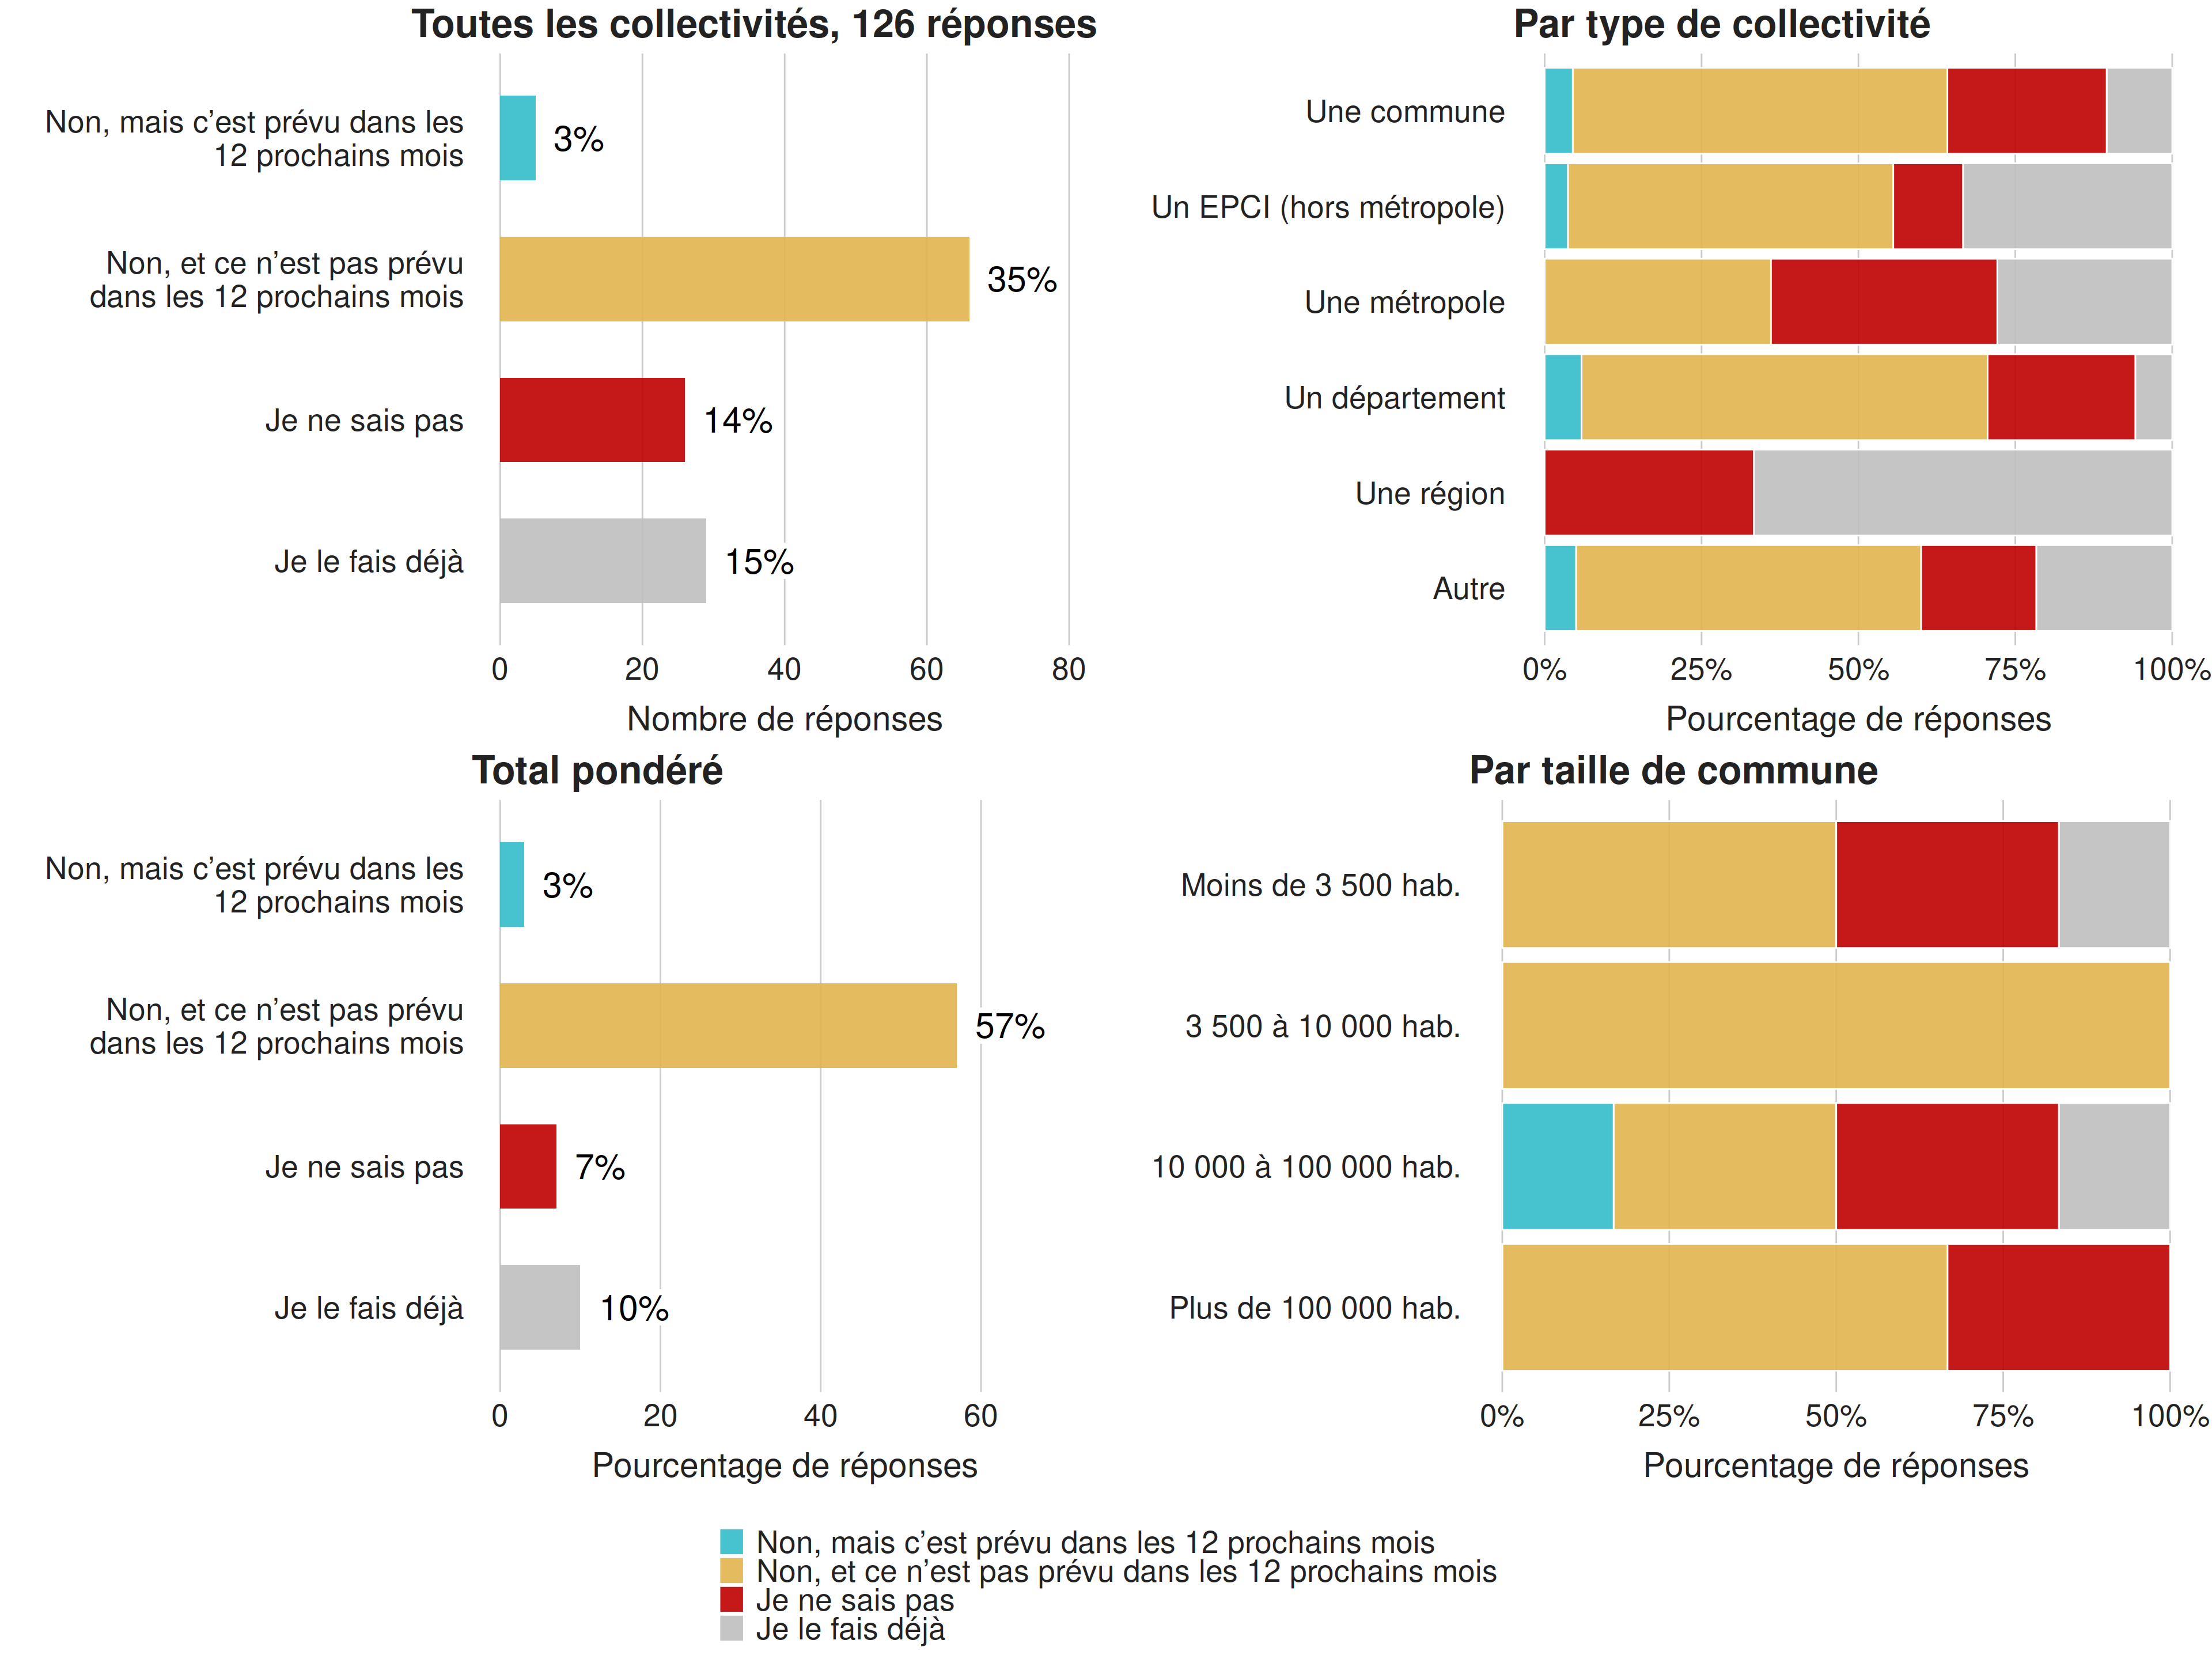 Toutes les collectivités, 126 réponses
Non, mais c’est prévu dans les
12 prochains mois
3%
Non, et ce n’est pas prévu
dans les 12 prochains mois
35%
Je ne sais pas
14%
Je le fais déjà
15%
0 20 40 60 80
Nombre de réponses
Par type de collectivité
Une commune
Un EPCI (hors métropole)
Une métropole
Un département
Une région
Autre
0% 25% 50% 75% 100%
Pourcentage de réponses
Total pondéré
Non, mais c’est prévu dans les
12 prochains mois
3%
Non, et ce n’est pas prévu
dans les 12 prochains mois
57%
Je ne sais pas
7%
Je le fais déjà
10%
0 20 40 60
Pourcentage de réponses
Par taille de commune
Moins de 3 500 hab.
3 500 à 10 000 hab.
10 000 à 100 000 hab.
Plus de 100 000 hab.
0% 25% 50% 75% 100%
Pourcentage de réponses
Non, mais c’est prévu dans les 12 prochains mois
Non, et ce n’est pas prévu dans les 12 prochains mois
Je ne sais pas
Je le fais déjà